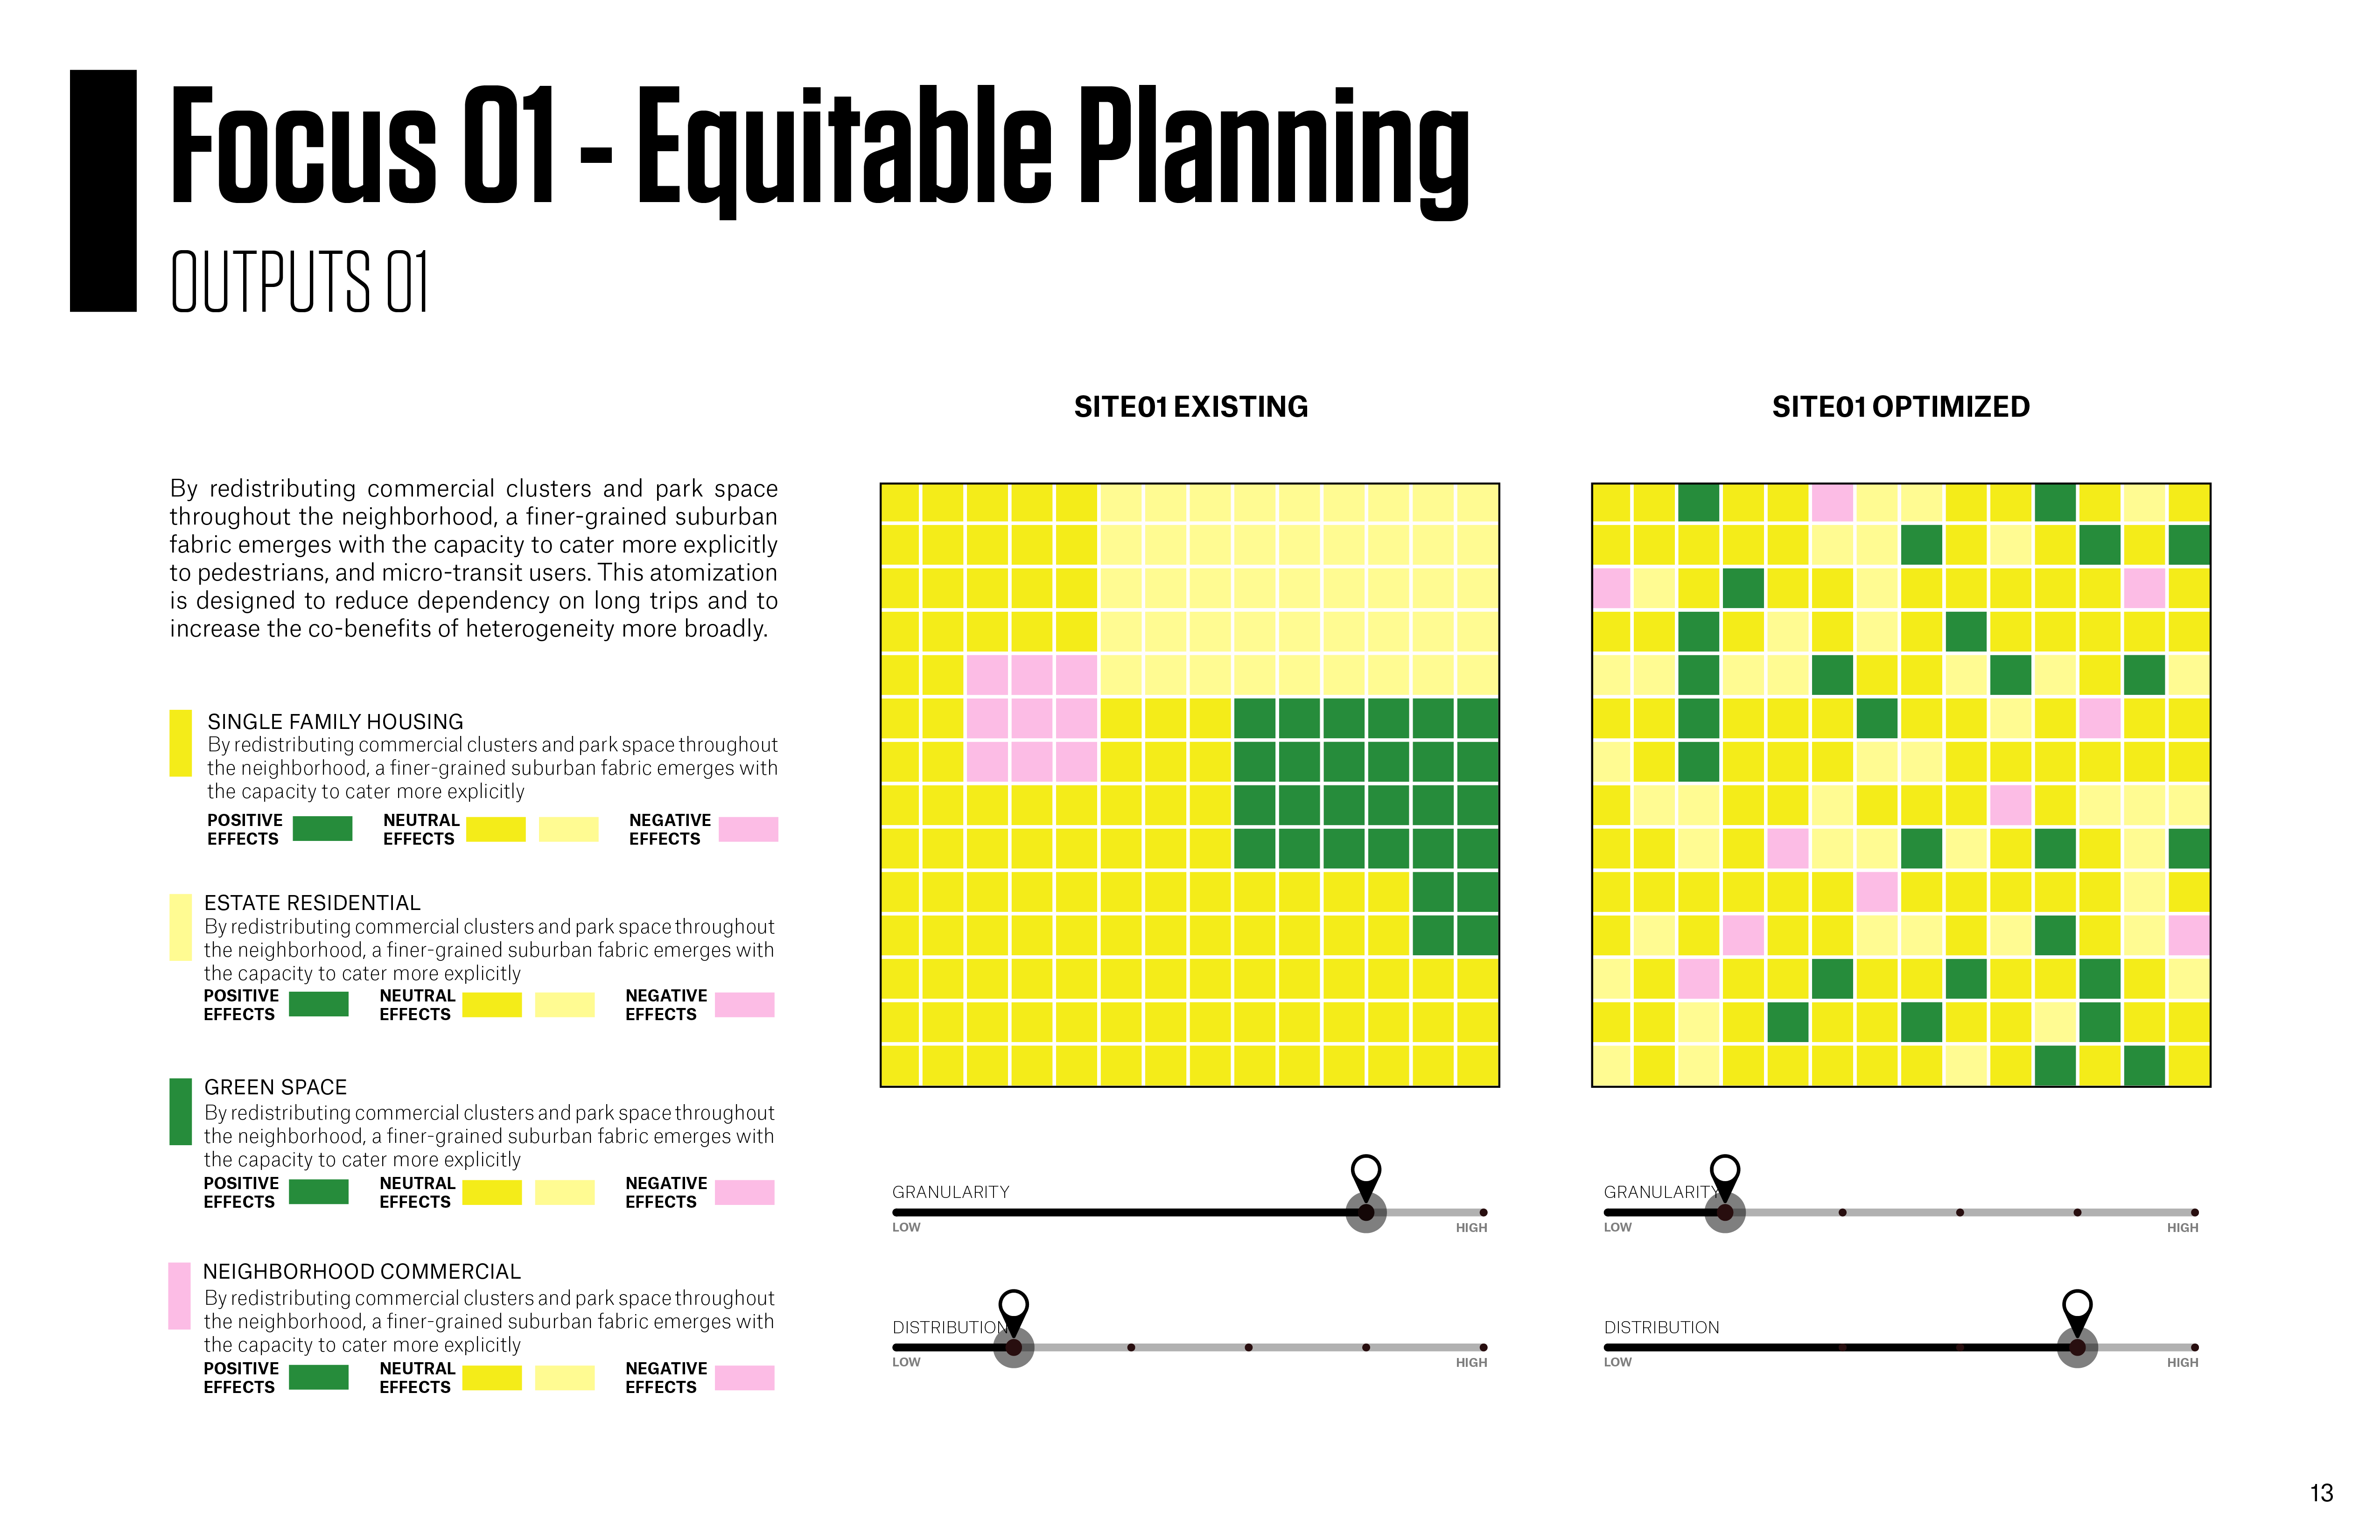 Focus 01 - Equitable Planning
OUTPUTS 01
By redistributing commercial clusters and park space
throughout the neighborhood, a finer-grained suburban
fabric emerges with the capacity to cater more explicitly
to pedestrians, and micro-transit users. This atomization
is designed to reduce dependency on long trips and to
increase the co-benefits of heterogeneity more broadly.
SINGLE FAMILY HOUSING
By redistributing commercial clusters and park space throughout
the neighborhood, a finer-grained suburban fabric emerges with
the capacity to cater more explicitly
POSITIVE EFFECTS
NEUTRAL EFFECTS
NEGATIVE EFFECTS
ESTATE RESIDENTIAL
By redistributing commercial clusters and park space throughout
the neighborhood, a finer-grained suburban fabric emerges with
the capacity to cater more explicitly
POSITIVE EFFECTS
NEUTRAL EFFECTS
NEGATIVE EFFECTS
GREEN SPACE
By redistributing commercial clusters and park space throughout
the neighborhood, a finer-grained suburban fabric emerges with
the capacity to cater more explicitly
POSITIVE EFFECTS
NEUTRAL EFFECTS
NEGATIVE EFFECTS
NEIGHBORHOOD COMMERCIAL
By redistributing commercial clusters and park space throughout
the neighborhood, a finer-grained suburban fabric emerges with
the capacity to cater more explicitly
POSITIVE EFFECTS
NEUTRAL EFFECTS
NEGATIVE EFFECTS
SITE01 EXISTING
GRANULARITY
LOW
HIGH
DISTRIBUTION
LOW
HIGH
SITE01 OPTIMIZED
GRANULARITY
LOW
HIGH
DISTRIBUTION
LOW
HIGH
13